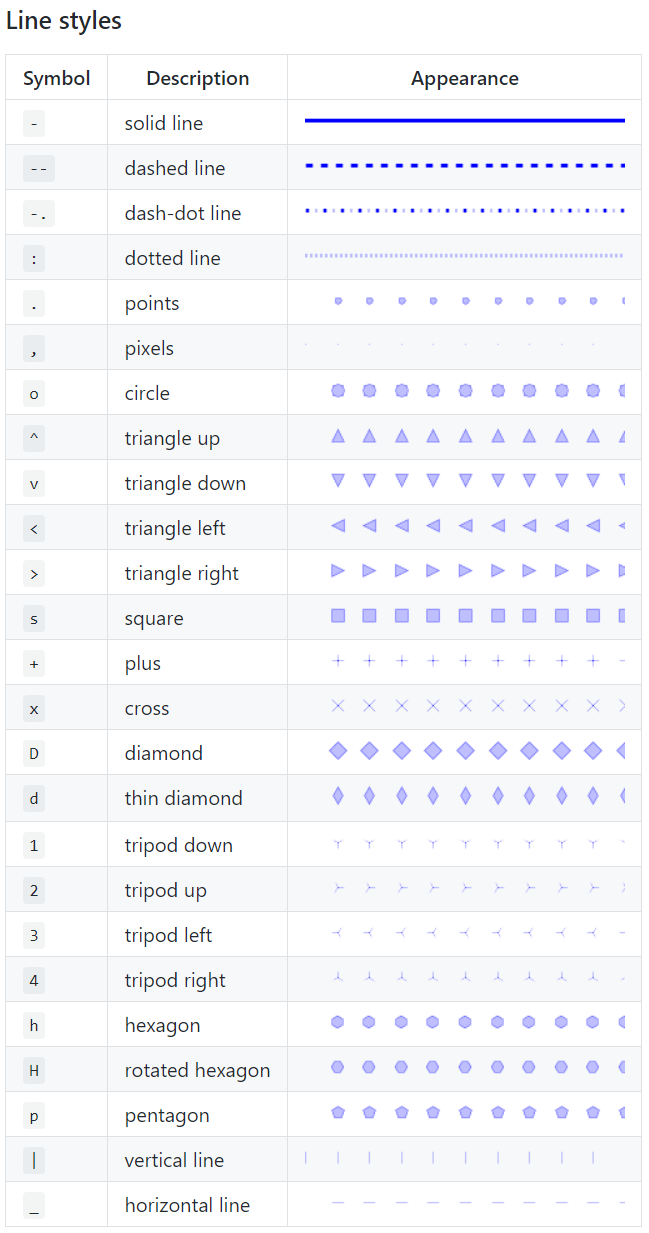 Line styles
Symbol Description Appearance
- solid line
-- dashed line
-. dash-dot line
: dotted line
. points
, pixels
o circle
^ triangle up
v triangle down
< triangle left
> triangle right
s square
+ plus
x cross
D diamond
d thin diamond
1 tripod down
2 tripod up
3 tripod left
4 tripod right
h hexagon
H rotated hexagon
p pentagon
| vertical line
_ horizontal line